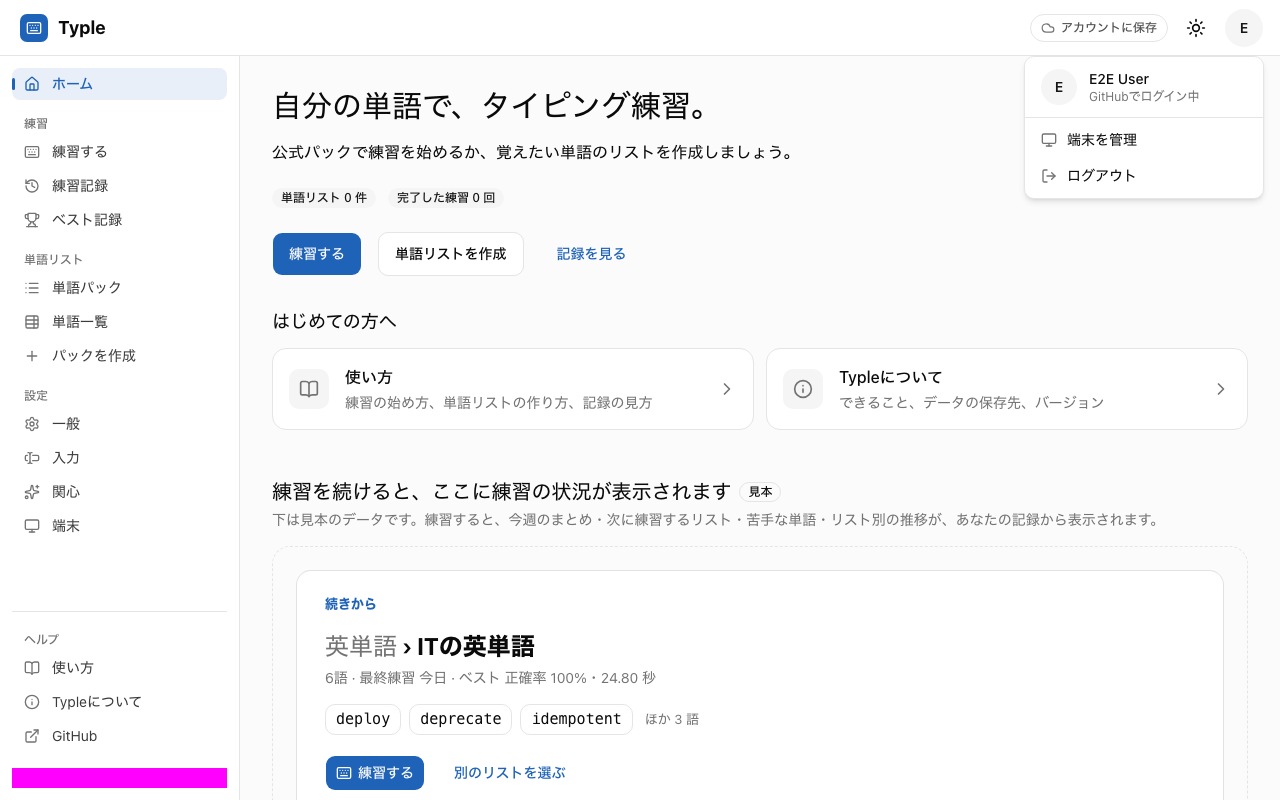 Typle
アカウントに保存
E
E
E2E User
GitHubでログイン中
端末を管理
ログアウト
ホーム
練習
練習する
練習記録
ベスト記録
単語リスト
単語パック
単語一覧
パックを作成
設定
一般
入力
関心
端末
ヘルプ
使い方
Typleについて
GitHub
自分の単語で、タイピング練習。
公式パックで練習を始めるか、覚えたい単語のリストを作成しましょう。
単語リスト 0 件 完了した練習 0 回
練習する 単語リストを作成 記録を見る
はじめての方へ
使い方
練習の始め方、単語リストの作り方、記録の見方
Typleについて
できること、データの保存先、バージョン
練習を続けると、ここに練習の状況が表示されます 見本
下は見本のデータです。練習すると、今週のまとめ・次に練習するリスト・苦手な単語・リスト別の推移が、あなたの記録から表示されます。
続きから
英単語 › ITの英単語
6語 · 最終練習 今日 · ベスト 正確率 100%・24.80 秒
deploy deprecate idempotent ほか 3 語
練習する 別のリストを選ぶ